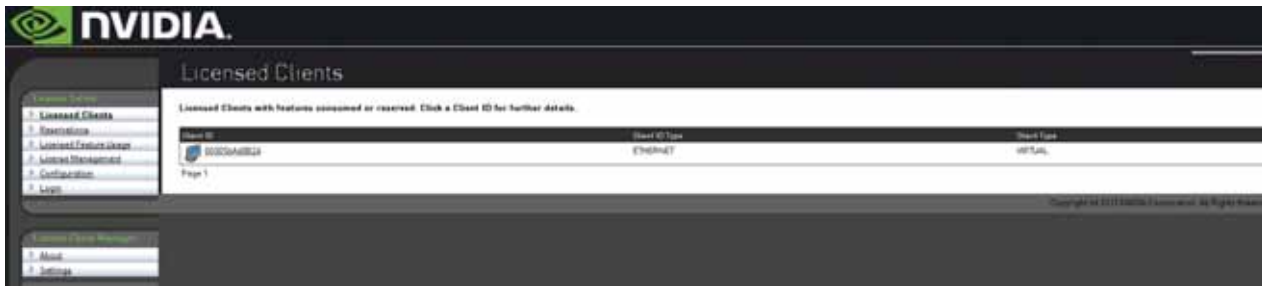 NVIDIA.
Licensed Clients
License Server
Licensed Clients
Reservations
Licensed Feature Usage
License Management
Configuration
Login
Licensed Clients with features consumed or reserved. Click a Client ID for further details.
Client ID Client ID Type Client Type
ETHERNET VIRTUAL
Page 1
About
Settings